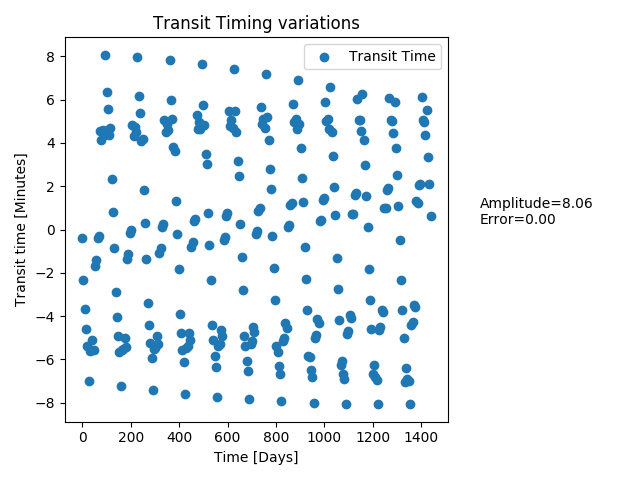 Transit Timing variations
Transit Time
8
6
4
2
0
−2
−4
−6
−8
Transit time [Minutes]
0 200 400 600 800 1000 1200 1400
Time [Days]
Amplitude=8.06
Error=0.00